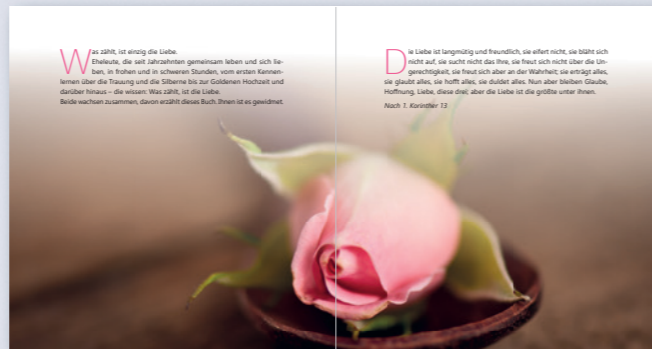 Was zählt, ist einzig die Liebe.
Eheleute, die seit Jahrzehnten gemeinsam leben und sich lie-
ben, in frohen und in schweren Stunden, vom ersten Kennen-
lernen über die Trauung und die Silberne bis zur Goldenen Hochzeit und
darüber hinaus – die wissen: Was zählt, ist die Liebe.
Beide wachsen zusammen, davon erzählt dieses Buch. Ihnen ist es gewidmet.
Die Liebe ist langmütig und freundlich, sie eifert nicht, sie bläht sich
nicht auf, sie sucht nicht das Ihre, sie freut sich nicht über die Un-
gerechtigkeit, sie freut sich aber an der Wahrheit; sie erträgt alles,
sie glaubt alles, sie hofft alles, sie duldet alles. Nun aber bleiben Glaube,
Hoffnung, Liebe, diese drei; aber die Liebe ist die größte unter ihnen.
Nach 1. Korinther 13